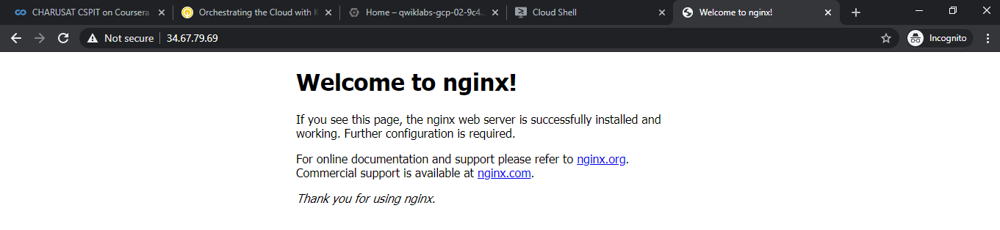 CHARUSAT CSPIT on Coursera
Orchestrating the Cloud with K
Home – qwiklabs-gcp-02-9c4...
Cloud Shell
Welcome to nginx!
Not secure
34.67.79.69
Incognito
Welcome to nginx!
If you see this page, the nginx web server is successfully installed and
working. Further configuration is required.
For online documentation and support please refer to nginx.org.
Commercial support is available at nginx.com.
Thank you for using nginx.